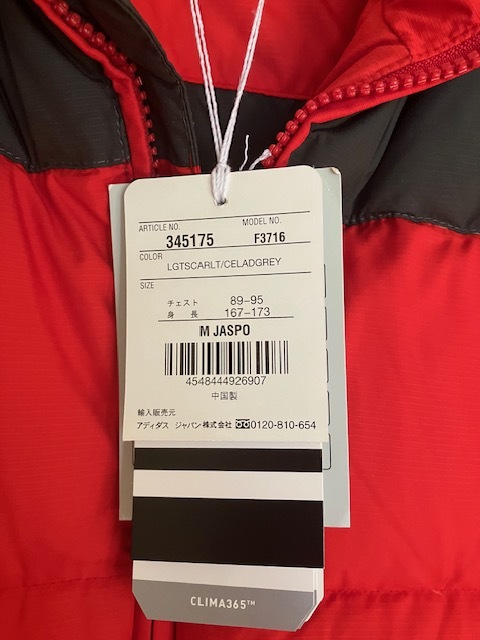 ARTICLE NO. MODEL NO.
345175 F3716
COLOR
LGTSCARLT/CELADGREY
SIZE
チェスト 89-95
身 長 167-173
M JASPO
4548444926907
中国製
輸入販売元
アディダス ジャパン株式会社 0120-810-654
CLIMA365™